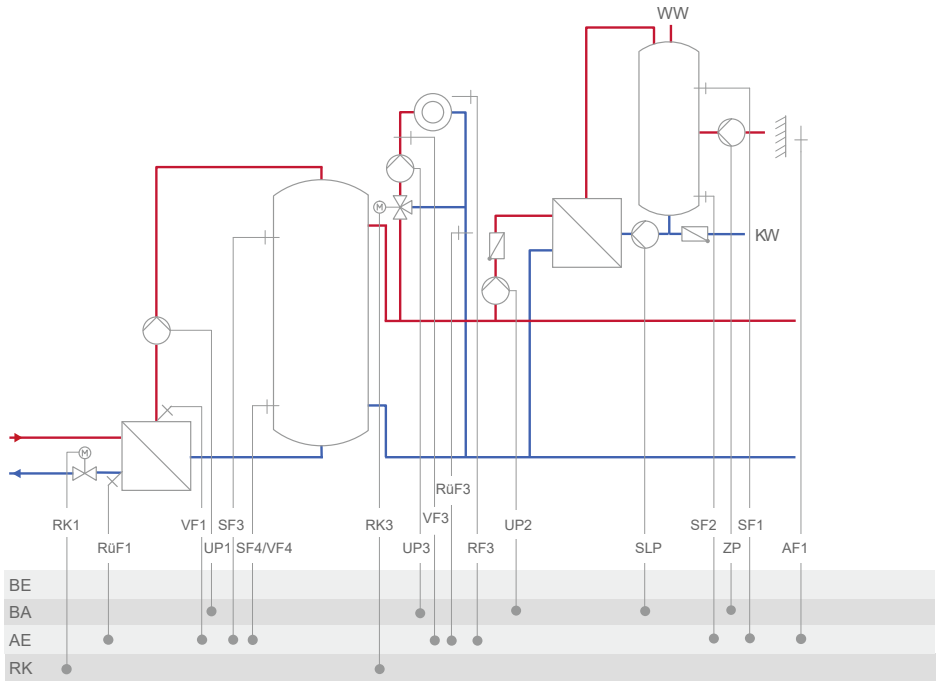 WW
M
KW
M
RüF3
RK1
VF1
SF3
RK3
VF3
UP2
SF2
SF1
RüF1
UP1
SF4/VF4
UP3
RF3
SLP
ZP
AF1
BE
BA
AE
RK